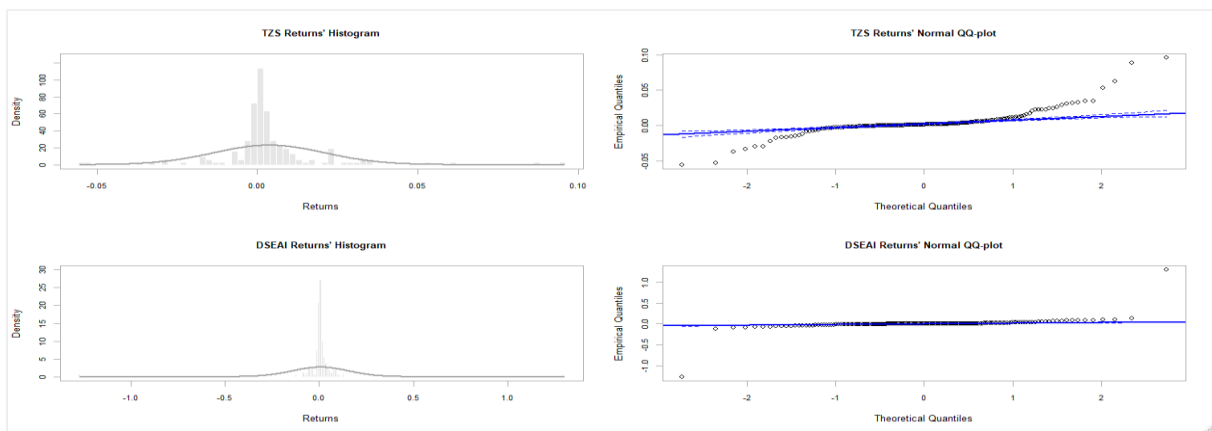 TZS Returns' Histogram
Density
0 20 40 60 80 100
-0.05 0.00 0.05 0.10
Returns
TZS Returns' Normal QQ-plot
Empirical Quantiles
-0.05 0.00 0.05 0.10
-2 -1 0 1 2
Theoretical Quantiles
DSEAI Returns' Histogram
Density
0 5 10 15 20 25 30
-1.0 -0.5 0.0 0.5 1.0
Returns
DSEAI Returns' Normal QQ-plot
Empirical Quantiles
-1.0 -0.5 0.0 0.5 1.0
-2 -1 0 1 2
Theoretical Quantiles